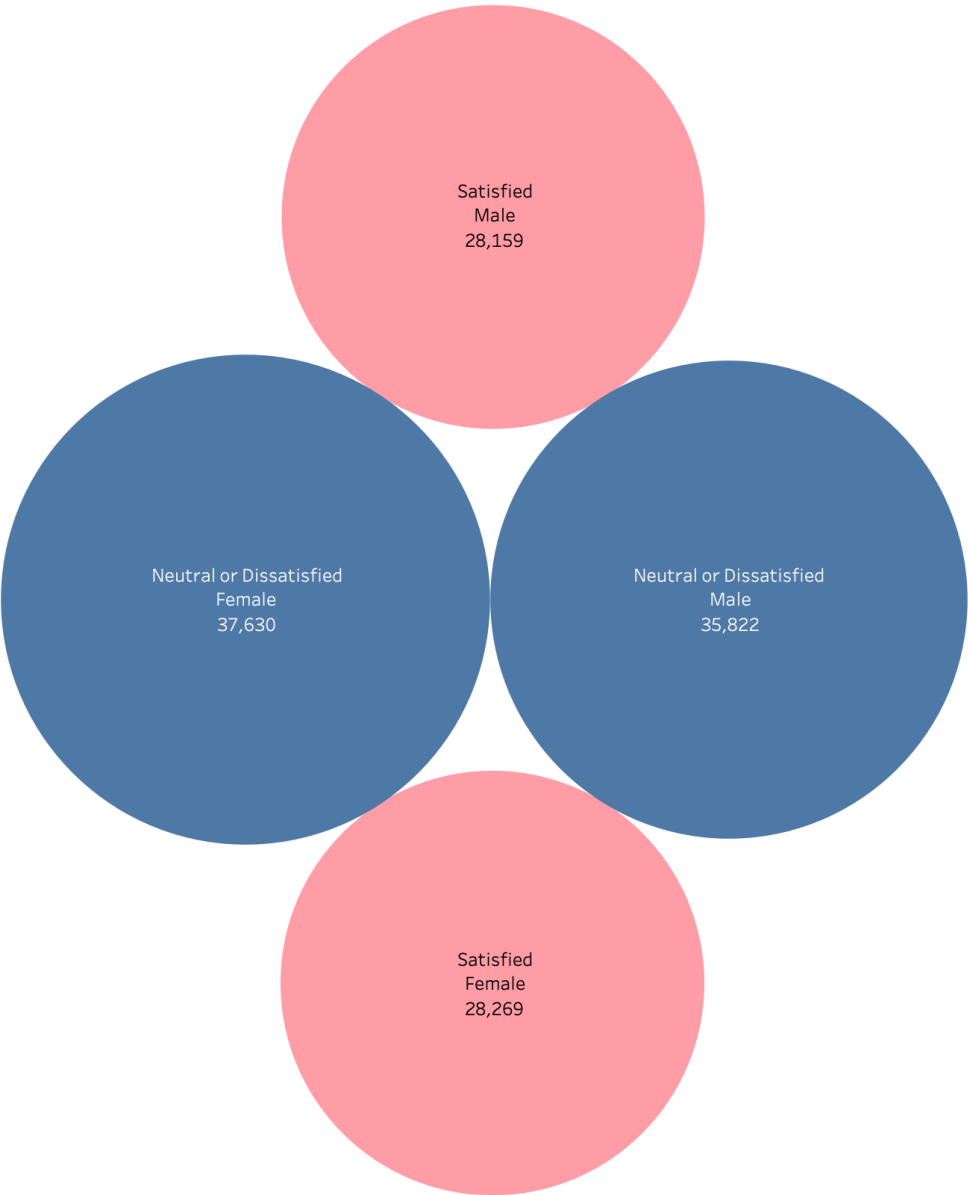 Satisfied
Male
28,159
Neutral or Dissatisfied
Female
37,630
Neutral or Dissatisfied
Male
35,822
Satisfied
Female
28,269